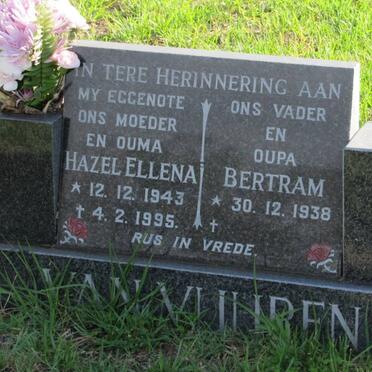 IN TERE HERINNERING AAN
MY EGGENOTE
ONS MOEDER
EN OUMA
HAZEL ELLENA
* 12.12.1943
† 4.2.1995.
ONS VADER
EN
OUPA
BERTRAM
* 30.12.1938
†
RUS IN VREDE.
VAN VUUREN